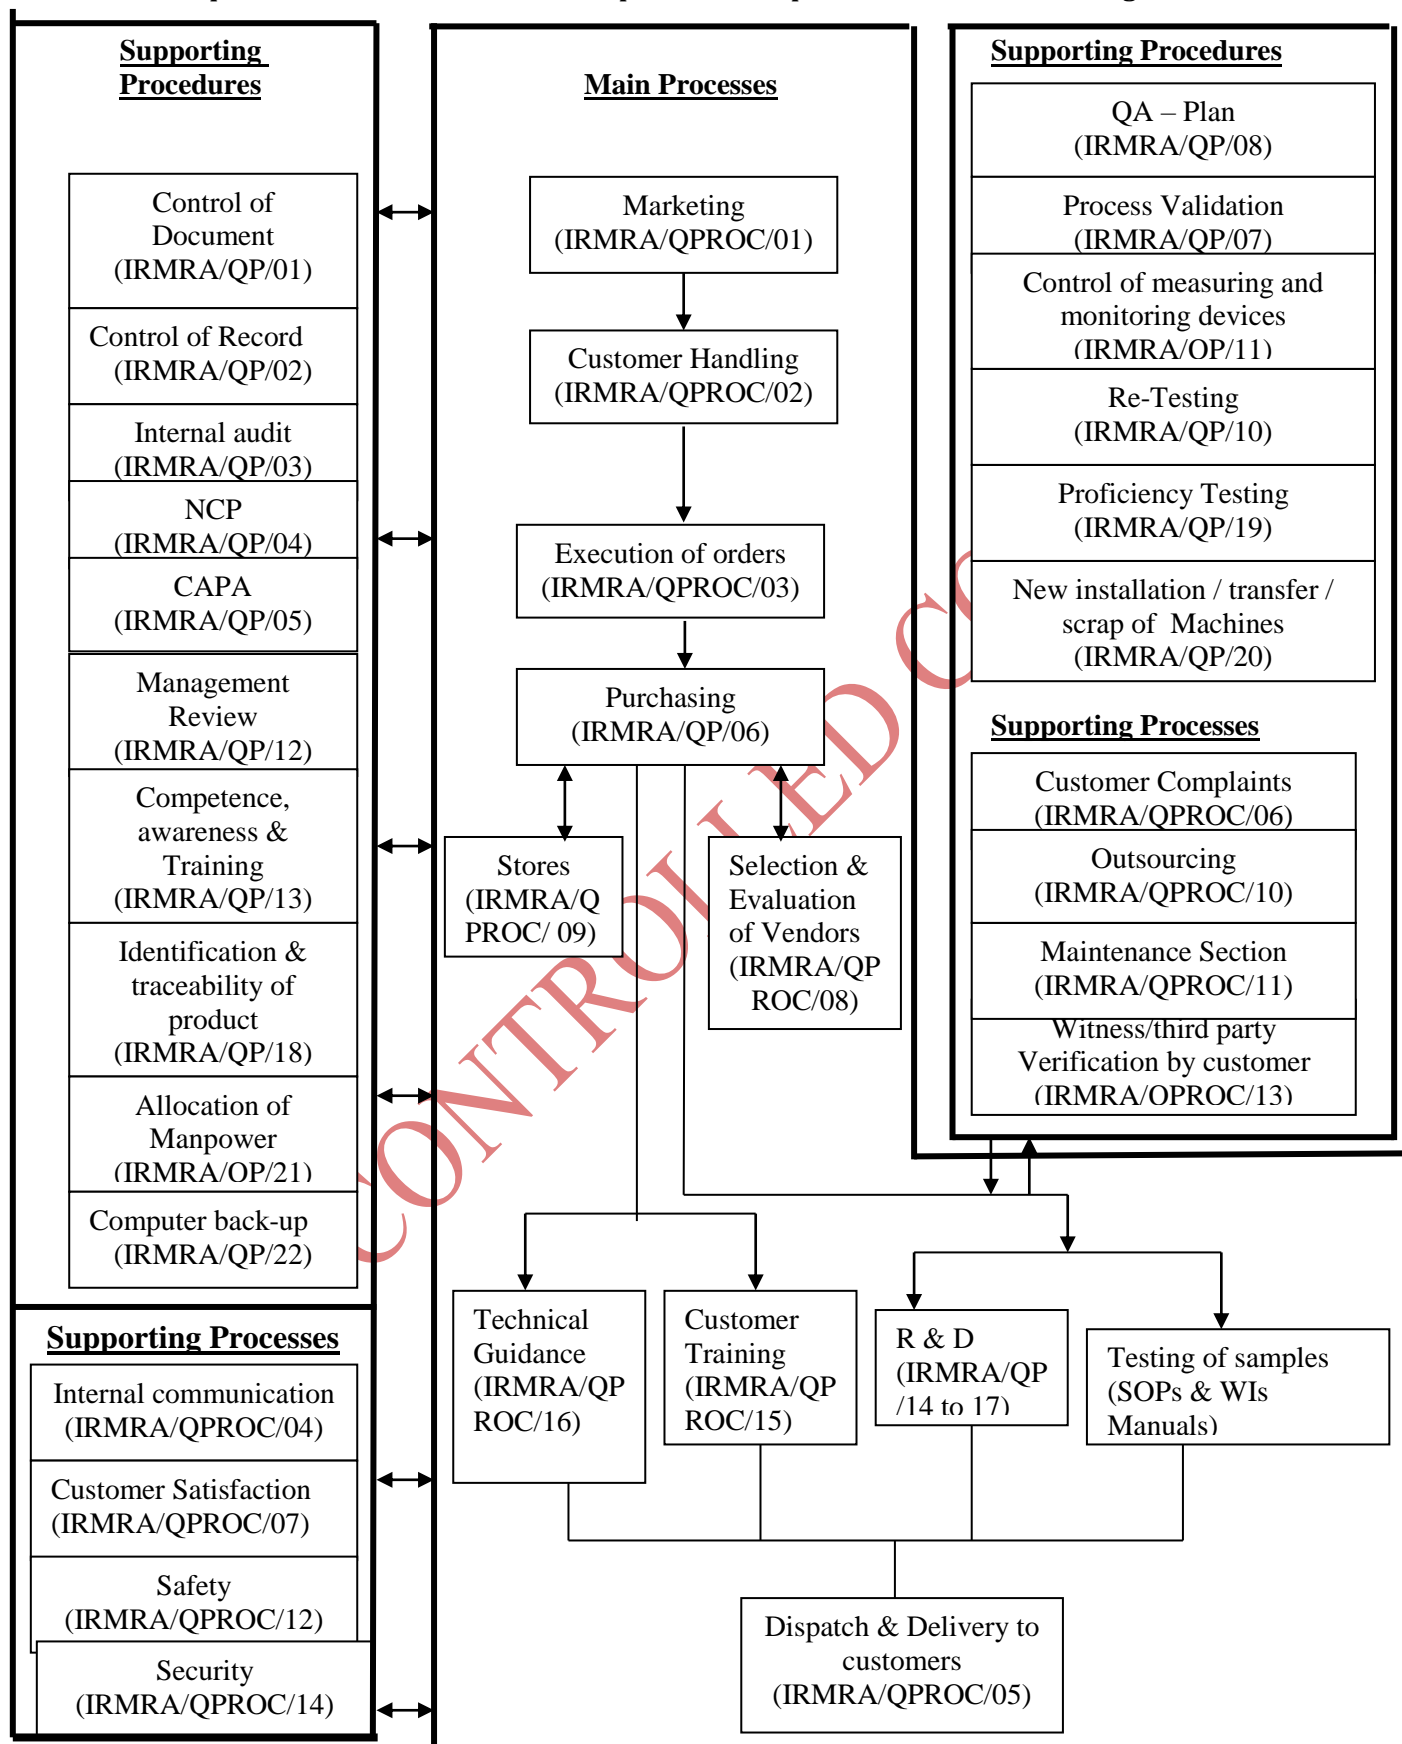 Supporting
Procedures
Control of
Document
(IRMRA/QP/01)
Control of Record
(IRMRA/QP/02)
Internal audit
(IRMRA/QP/03)
NCP
(IRMRA/QP/04)
CAPA
(IRMRA/QP/05)
Management
Review
(IRMRA/QP/12)
Competence,
awareness &
Training
(IRMRA/QP/13)
Identification &
traceability of
product
(IRMRA/QP/18)
Allocation of
Manpower
(IRMRA/QP/21)
Computer back-up
(IRMRA/QP/22)
Supporting Processes
Internal communication
(IRMRA/QPROC/04)
Customer Satisfaction
(IRMRA/QPROC/07)
Safety
(IRMRA/QPROC/12)
Security
(IRMRA/QPROC/14)
Main Processes
Marketing
(IRMRA/QPROC/01)
Customer Handling
(IRMRA/QPROC/02)
Execution of orders
(IRMRA/QPROC/03)
Purchasing
(IRMRA/QP/06)
Stores
(IRMRA/Q
PROC/ 09)
Selection &
Evaluation
of Vendors
(IRMRA/QP
ROC/08)
Technical
Guidance
(IRMRA/QP
ROC/16)
Customer
Training
(IRMRA/QP
ROC/15)
R & D
(IRMRA/QP
/14 to 17)
Testing of samples
(SOPs & WIs
Manuals)
Dispatch & Delivery to
customers
(IRMRA/QPROC/05)
Supporting Procedures
QA – Plan
(IRMRA/QP/08)
Process Validation
(IRMRA/QP/07)
Control of measuring and
monitoring devices
(IRMRA/QP/11)
Re-Testing
(IRMRA/QP/10)
Proficiency Testing
(IRMRA/QP/19)
New installation / transfer /
scrap of Machines
(IRMRA/QP/20)
Supporting Processes
Customer Complaints
(IRMRA/QPROC/06)
Outsourcing
(IRMRA/QPROC/10)
Maintenance Section
(IRMRA/QPROC/11)
Witness/third party
Verification by customer
(IRMRA/QPROC/13)
CONTROLLED